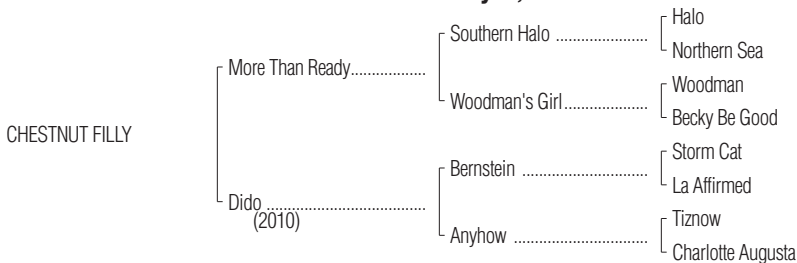 Halo
Southern Halo ......................
Northern Sea
More Than Ready..................
Woodman
Woodman's Girl....................
Becky Be Good
CHESTNUT FILLY
Storm Cat
Bernstein ..............................
La Affirmed
Dido ......................................
(2010)
Tiznow
Anyhow ................................
Charlotte Augusta